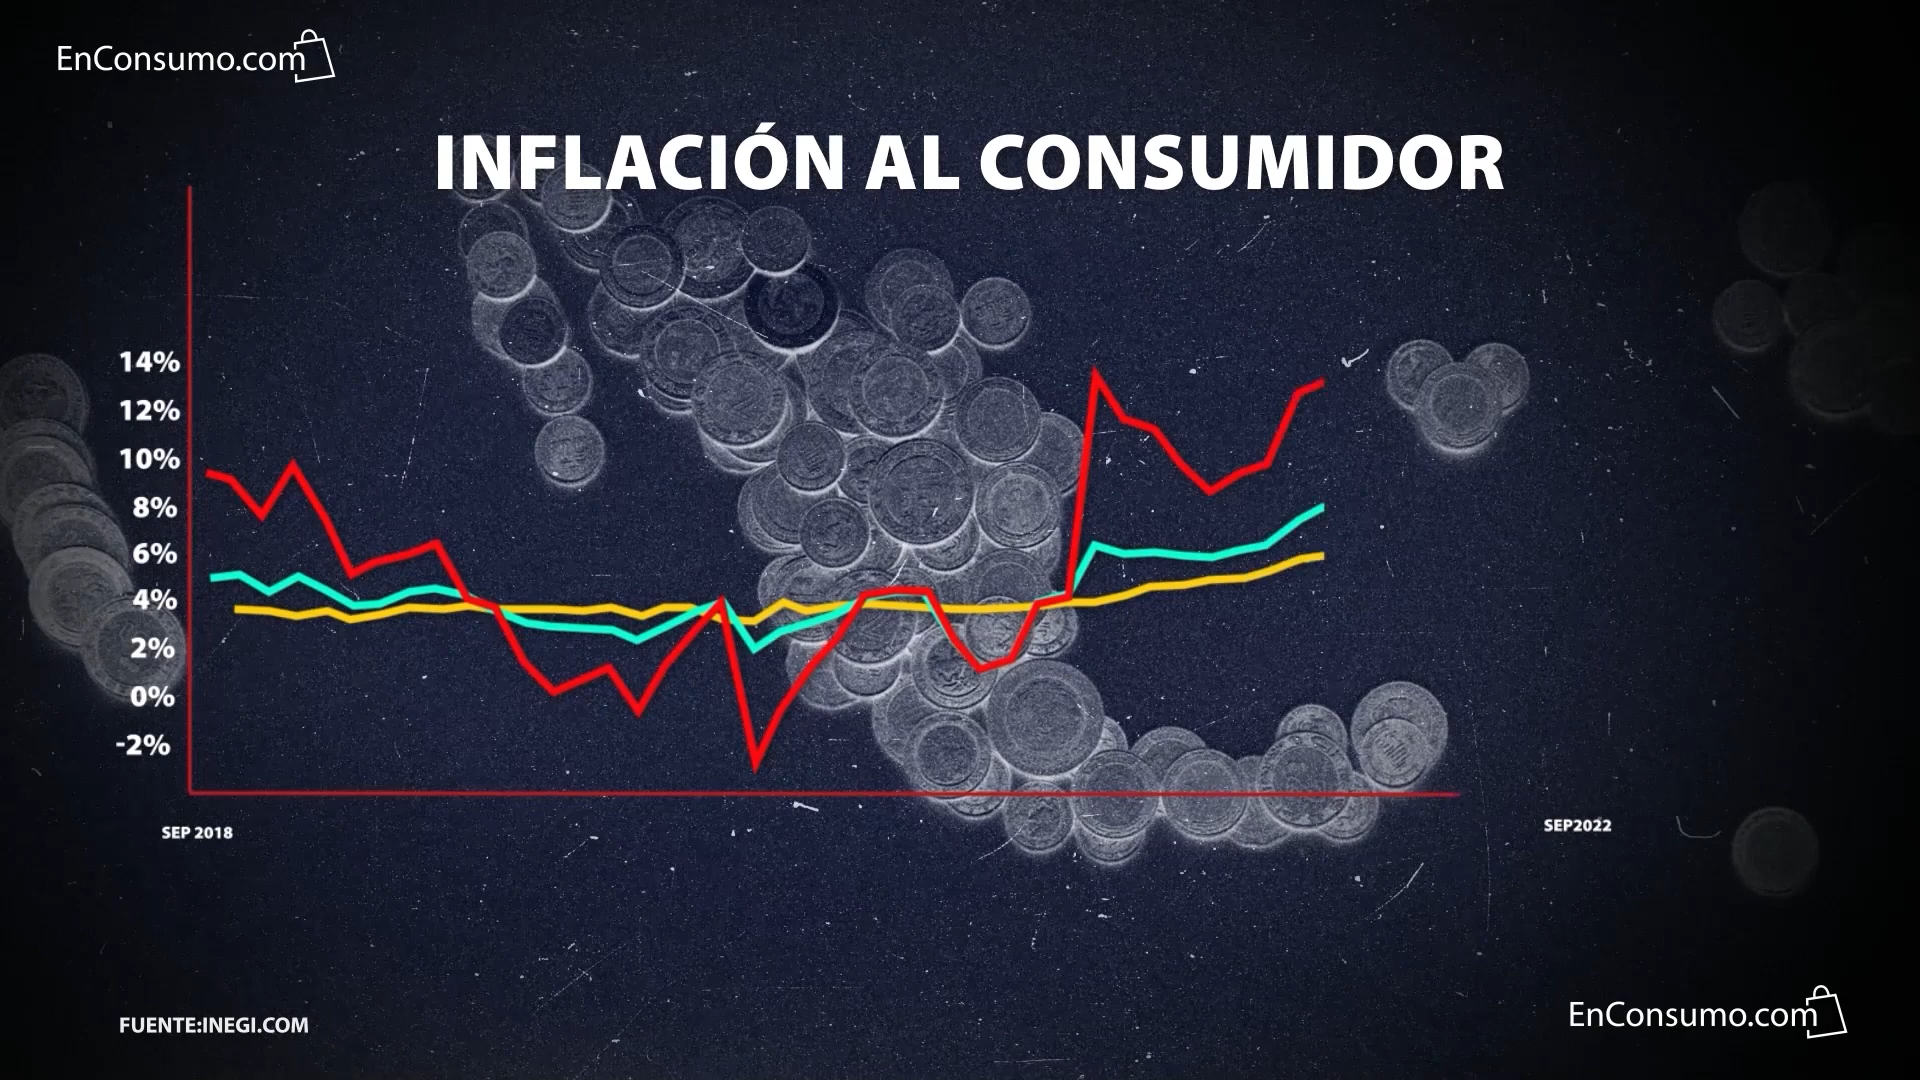 EnConsumo.com
INFLACIÓN AL CONSUMIDOR
14%
12%
10%
8%
6%
4%
2%
0%
-2%
SEP 2018
SEP2022
FUENTE:INEGI.COM
EnConsumo.com